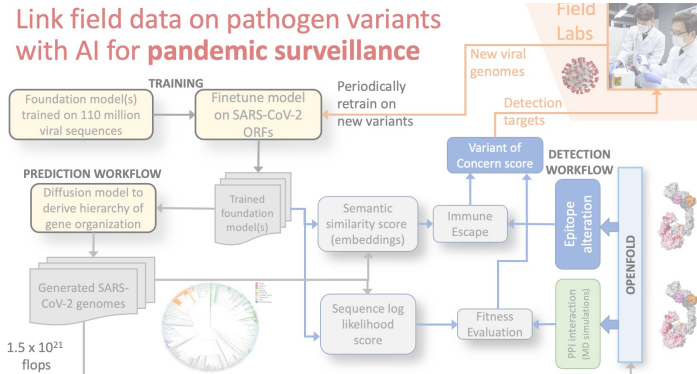 Link field data on pathogen variants
with AI for pandemic surveillance
Field
Labs
New viral
genomes
TRAINING
Foundation model(s)
trained on 110 million
viral sequences
Finetune model
on SARS-CoV-2
ORFs
Periodically
retrain on
new variants
Detection
targets
Variant of
Concern score
DETECTION
WORKFLOW
PREDICTION WORKFLOW
Diffusion model to
derive hierarchy of
gene organization
Trained
foundation
model(s)
Semantic
similarity score
(embeddings)
Immune
Escape
Epitope
alteration
OPENFOLD
Generated SARS-
CoV-2 genomes
Sequence log
likelihood
score
Fitness
Evaluation
PPI interaction
(MD simulations)
1.5 x 10²¹
flops